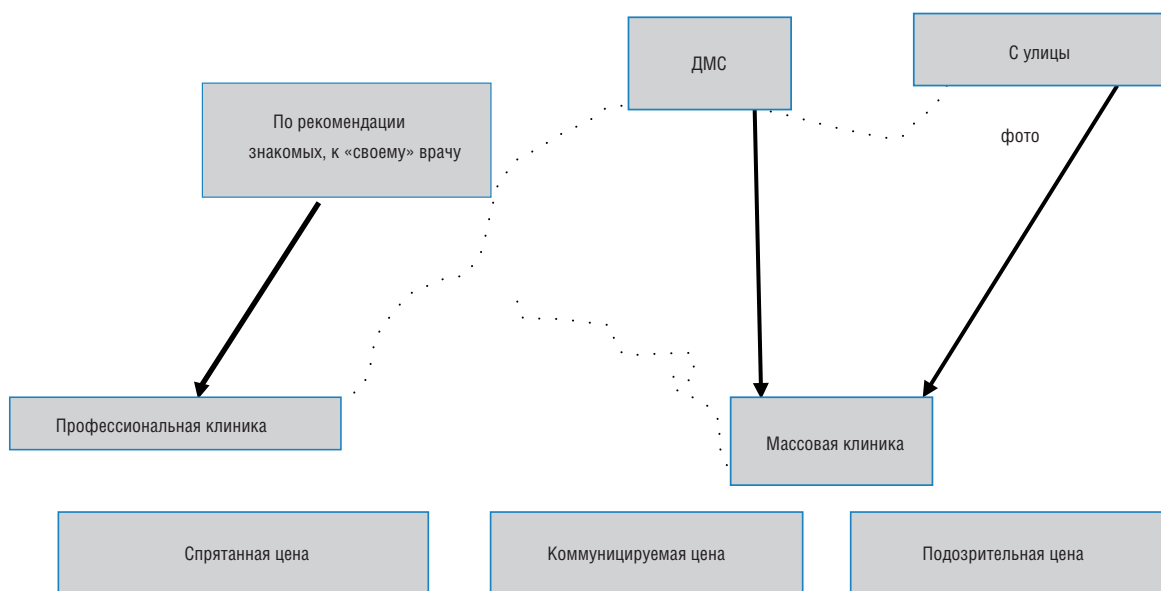 ДМС
С улицы
По рекомендации
знакомых, к «своему» врачу
фото
Профессиональная клиника
Массовая клиника
Спрятанная цена
Коммуницируемая цена
Подозрительная цена